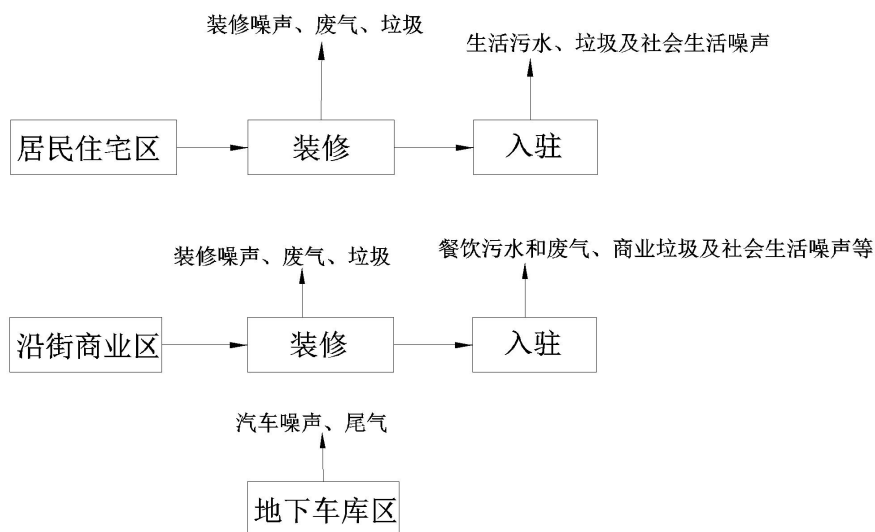 装修噪声、废气、垃圾
生活污水、垃圾及社会生活噪声
居民住宅区
装修
入驻
装修噪声、废气、垃圾
餐饮污水和废气、商业垃圾及社会生活噪声等
沿街商业区
装修
入驻
汽车噪声、尾气
地下车库区